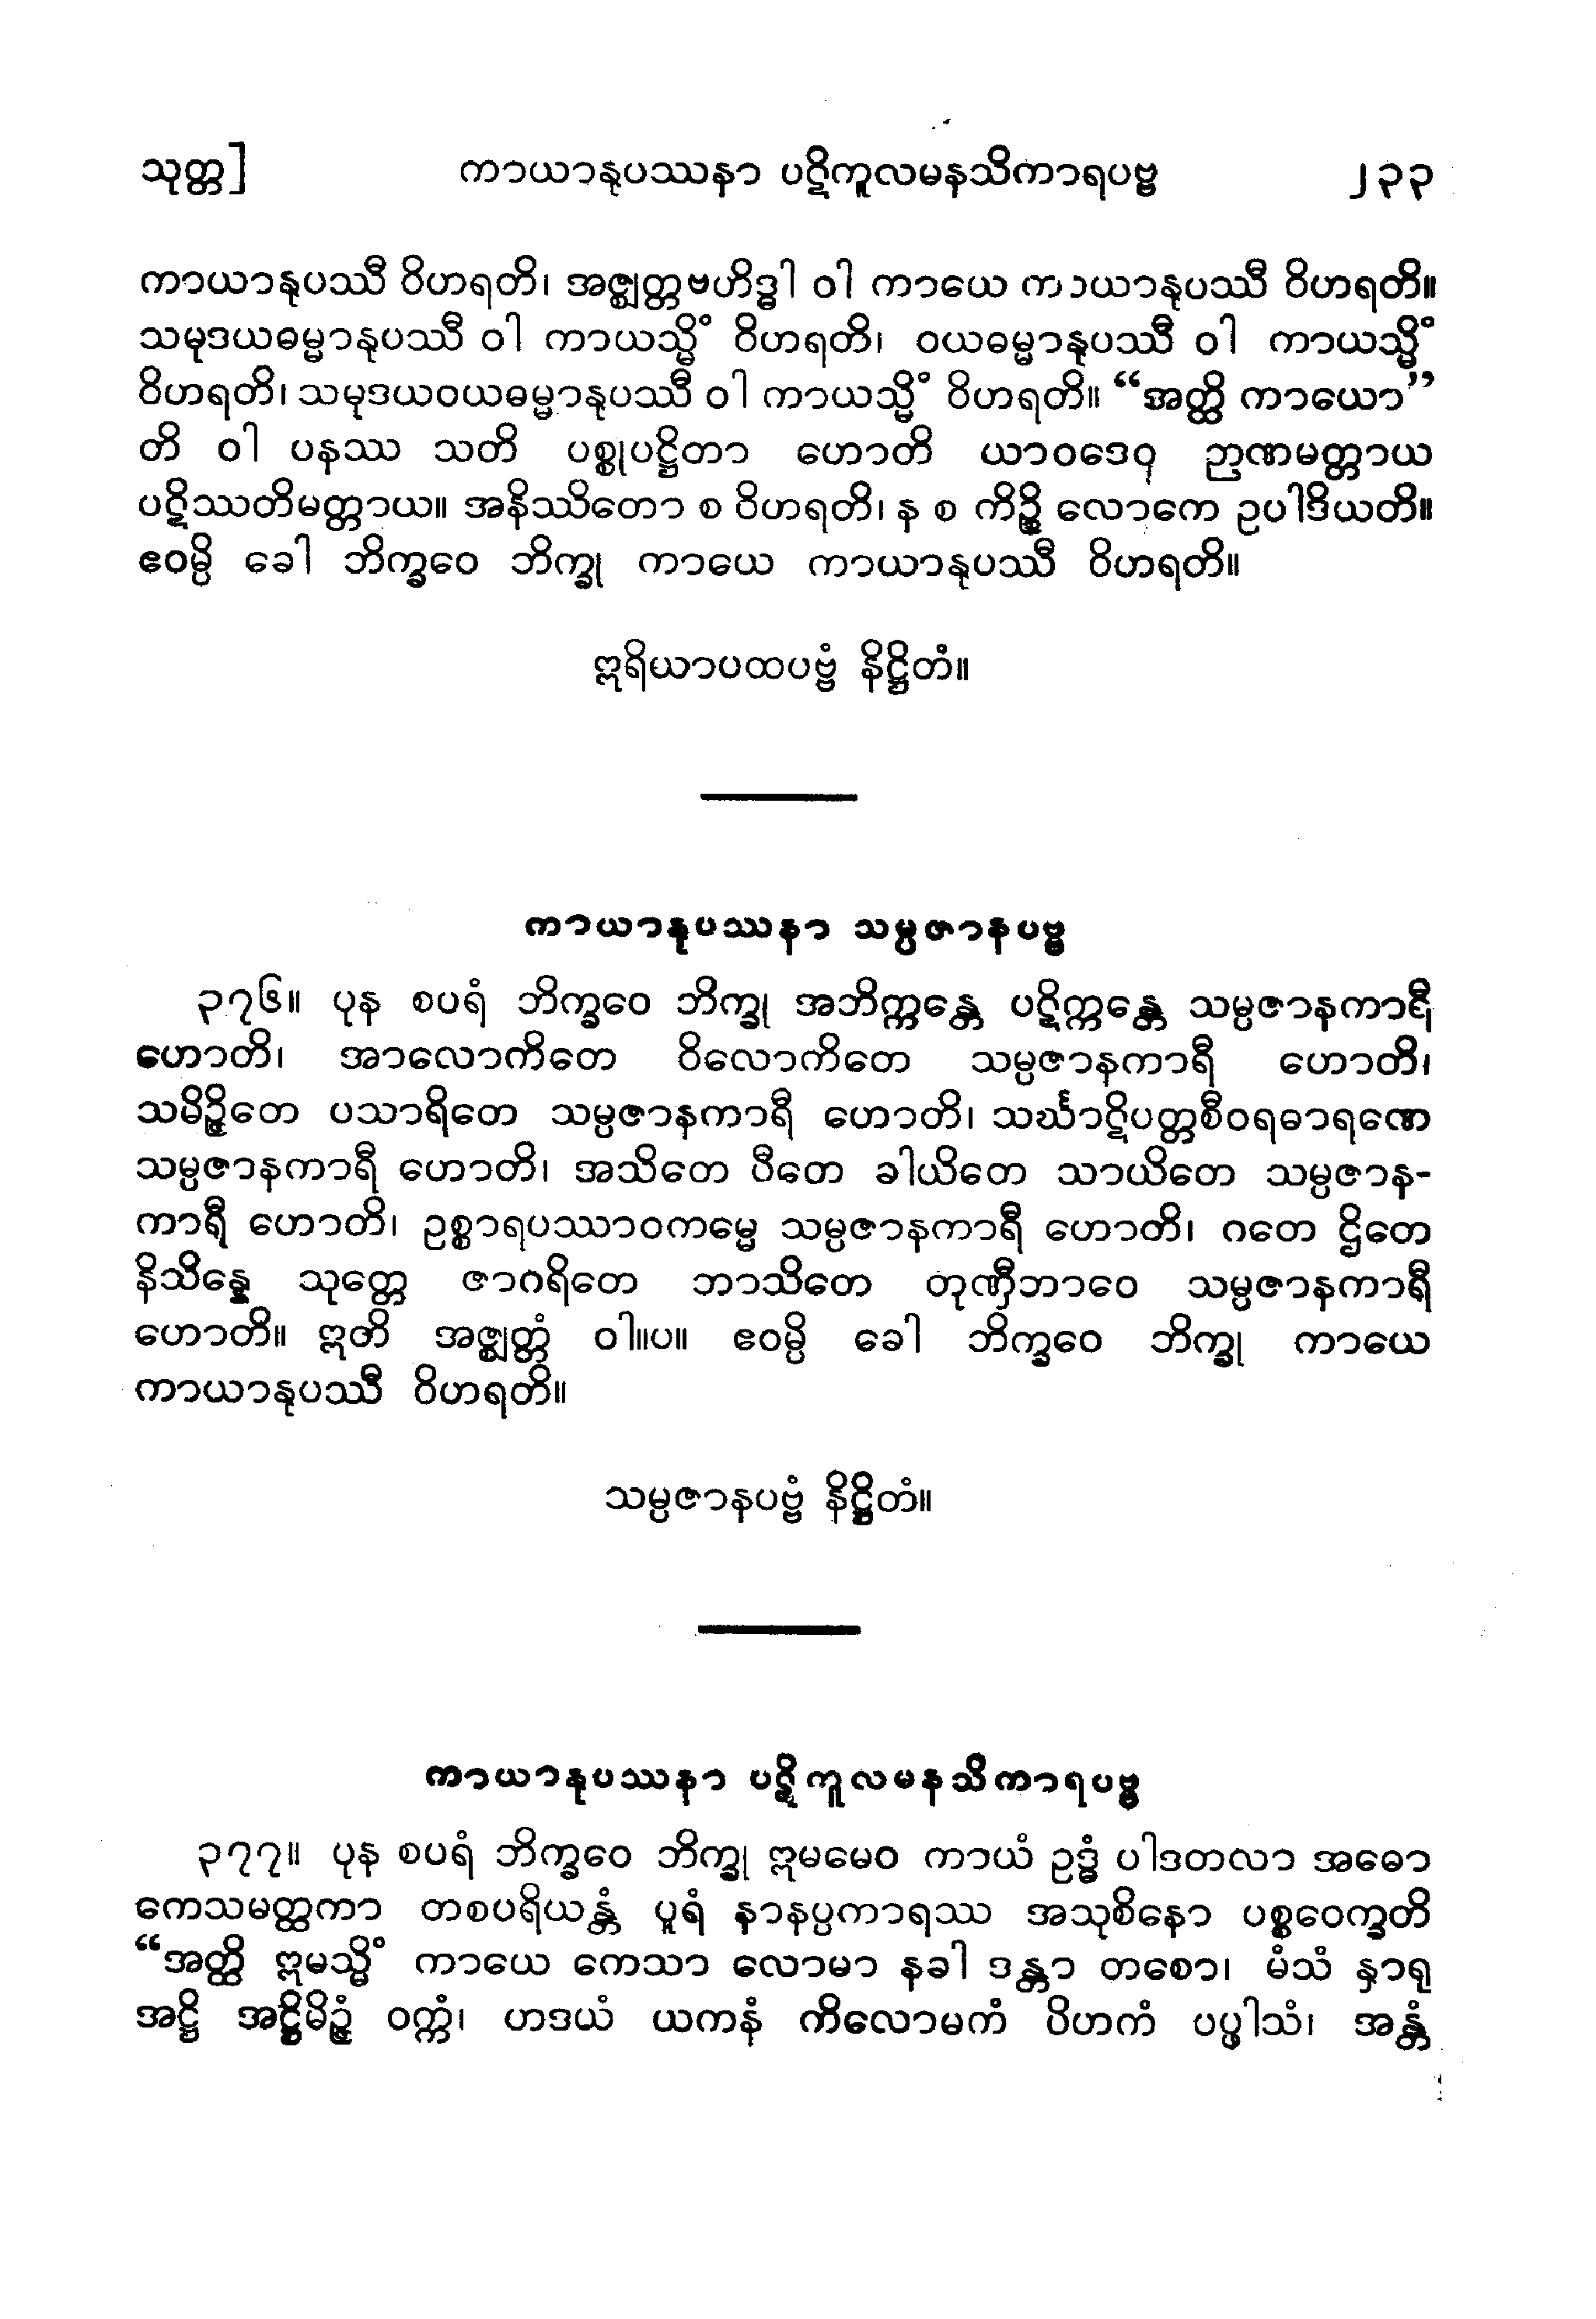 သုတ္တ] ကာယာနုပဿနာ ပဋိကူလမနသိကာရပဗ္ဗ ၂၃၃
ကာယာနုပဿီ ဝိဟရတိ၊ အဇ္ဈတ္တဗဟိဒ္ဓါ ဝါ ကာယေ ကာယာနုပဿီ ဝိဟရတိ။
သမုဒယဓမ္မာနုပဿီ ဝါ ကာယသ္မိံ ဝိဟရတိ၊ ဝယဓမ္မာနုပဿီ ဝါ ကာယသ္မိံ
ဝိဟရတိ၊ သမုဒယဝယဓမ္မာနုပဿီ ဝါ ကာယသ္မိံ ဝိဟရတိ။ “အတ္ထိ ကာယော”
တိ ဝါ ပနဿ သတိ ပစ္စုပဋ္ဌိတာ ဟောတိ ယာဝဒေဝ ဉာဏမတ္တာယ
ပဋိဿတိမတ္တာယ။ အနိဿိတော စ ဝိဟရတိ၊ န စ ကိဉ္စိ လောကေ ဥပါဒိယတိ။
ဧဝမ္ပိ ခေါ ဘိက္ခဝေ ဘိက္ခု ကာယေ ကာယာနုပဿီ ဝိဟရတိ။
ဣရိယာပထပဗ္ဗံ နိဋ္ဌိတံ။
ကာယာနုပဿနာ သမ္ပဇာနပဗ္ဗ
၃၇၆။ ပုန စပရံ ဘိက္ခဝေ ဘိက္ခု အဘိက္ကန္တေ ပဋိက္ကန္တေ သမ္ပဇာနကာရီ
ဟောတိ၊ အာလောကိတေ ဝိလောကိတေ သမ္ပဇာနကာရီ ဟောတိ၊
သမိဉ္ဇိတေ ပသာရိတေ သမ္ပဇာနကာရီ ဟောတိ၊ သင်္ဃာဋိပတ္တစီဝရဓာရဏေ
သမ္ပဇာနကာရီ ဟောတိ၊ အသိတေ ပီတေ ခါယိတေ သာယိတေ သမ္ပဇာန-
ကာရီ ဟောတိ၊ ဥစ္စာရပဿာဝကမ္မေ သမ္ပဇာနကာရီ ဟောတိ၊ ဂတေ ဌိတေ
နိသိန္နေ သုတ္တေ ဇာဂရိတေ ဘာသိတေ တုဏှီဘာဝေ သမ္ပဇာနကာရီ
ဟောတိ။ ဣတိ အဇ္ဈတ္တံ ဝါ။ပ။ ဧဝမ္ပိ ခေါ ဘိက္ခဝေ ဘိက္ခု ကာယေ
ကာယာနုပဿီ ဝိဟရတိ။
သမ္ပဇာနပဗ္ဗံ နိဋ္ဌိတံ။
ကာယာနုပဿနာ ပဋိကူလမနသိကာရပဗ္ဗ
၃၇၇။ ပုန စပရံ ဘိက္ခဝေ ဘိက္ခု ဣမမေဝ ကာယံ ဥဒ္ဓံ ပါဒတလာ အဓော
ကေသမတ္ထကာ တစပရိယန္တံ ပူရံ နာနပ္ပကာရဿ အသုစိနော ပစ္စဝေက္ခတိ
“အတ္ထိ ဣမသ္မိံ ကာယေ ကေသာ လောမာ နခါ ဒန္တာ တစော၊ မံသံ နှာရု
အဋ္ဌိ အဋ္ဌိမိဉ္ဇံ ဝက္ကံ၊ ဟဒယံ ယကနံ ကိလောမကံ ပိဟကံ ပပ္ဖါသံ၊ အန္တံ